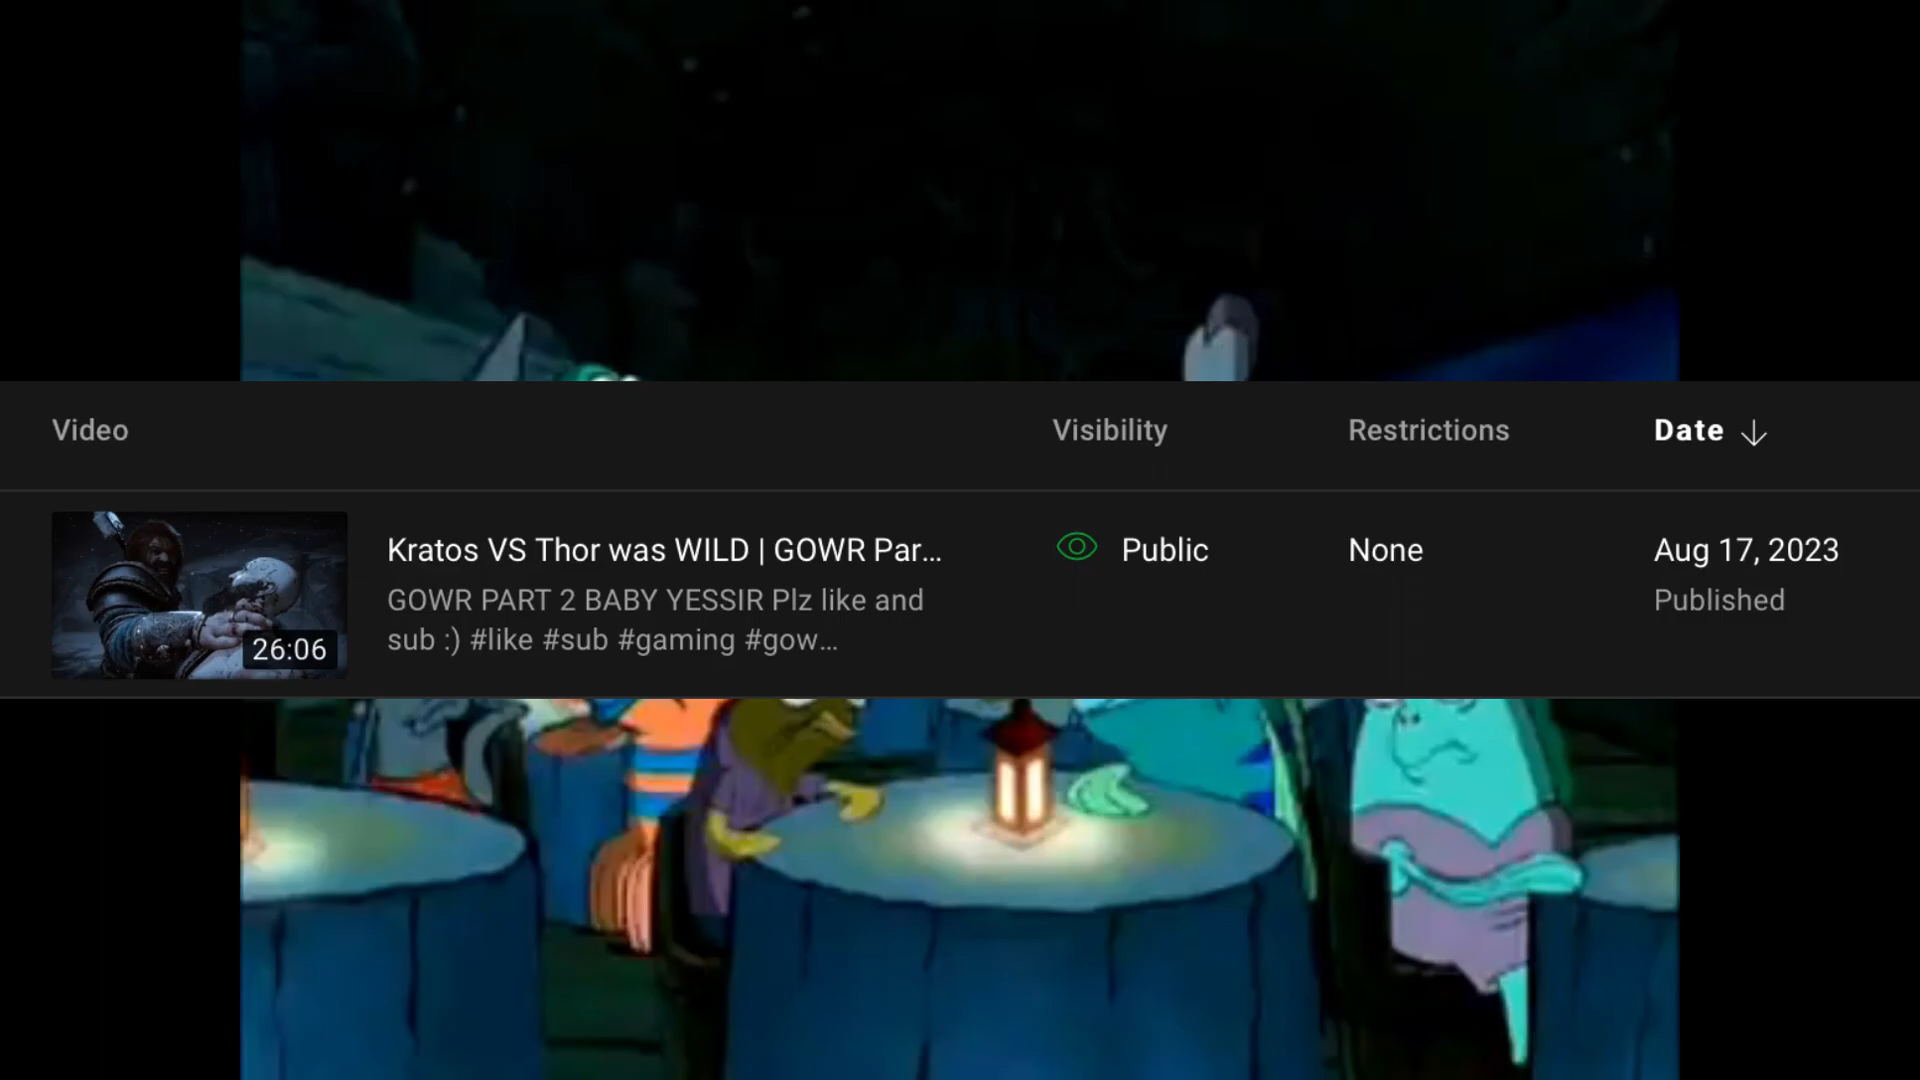 Video Visibility Restrictions Date
Kratos VS Thor was WILD | GOWR Par... Public None Aug 17, 2023
GOWR PART 2 BABY YESSIR Plz like and Published
sub :) #like #sub #gaming #gow...
26:06